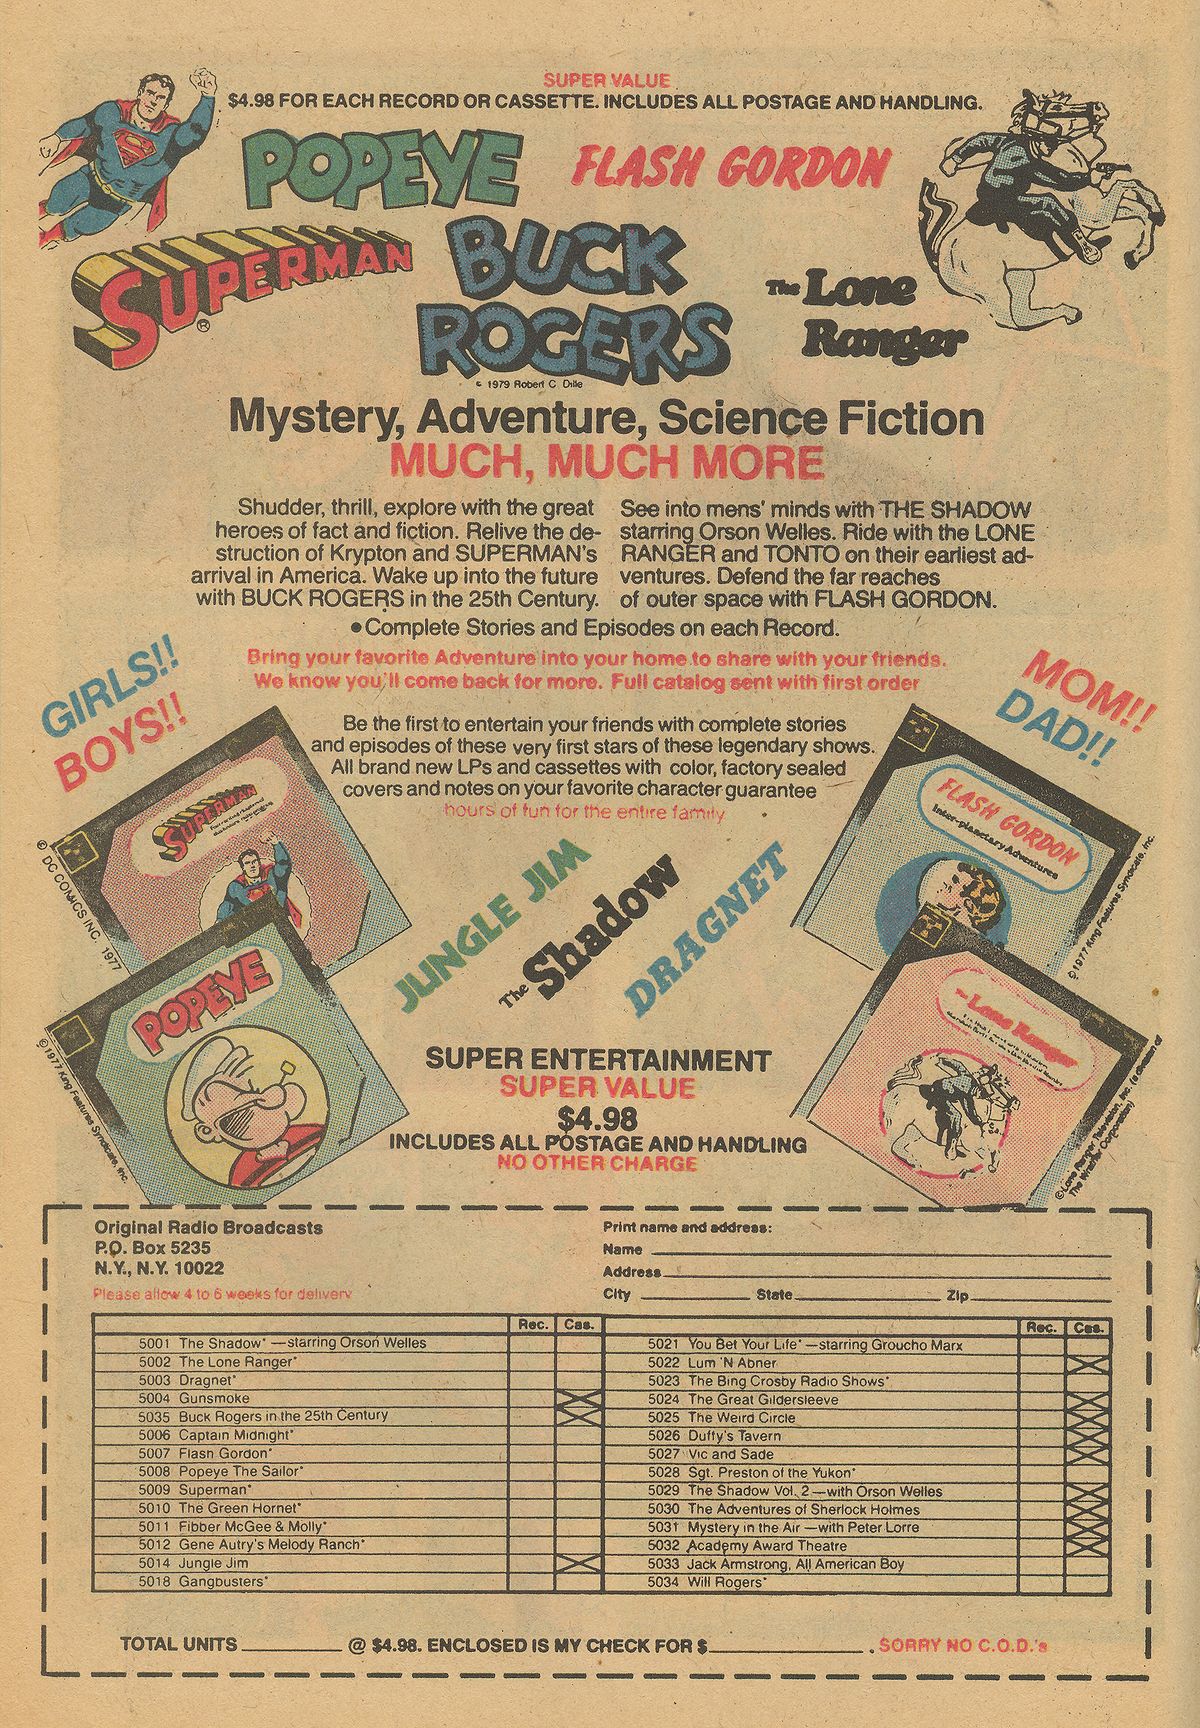 SUPER VALUE
$4.98 FOR EACH RECORD OR CASSETTE. INCLUDES ALL POSTAGE AND HANDLING.
POPEYE
FLASH GORDON
SUPERMAN ®
BUCK
ROGERS
© 1979 Robert C. Dille
The Lone
Ranger
Mystery, Adventure, Science Fiction
MUCH, MUCH MORE
Shudder, thrill, explore with the great
heroes of fact and fiction. Relive the de-
struction of Krypton and SUPERMAN's
arrival in America. Wake up into the future
with BUCK ROGERS in the 25th Century.
See into mens' minds with THE SHADOW
starring Orson Welles. Ride with the LONE
RANGER and TONTO on their earliest ad-
ventures. Defend the far reaches
of outer space with FLASH GORDON.
•Complete Stories and Episodes on each Record.
Bring your favorite Adventure into your home to share with your friends.
We know you'll come back for more. Full catalog sent with first order
GIRLS!!
BOYS!!
MOM!!
DAD!!
Be the first to entertain your friends with complete stories
and episodes of these very first stars of these legendary shows.
All brand new LPs and cassettes with color, factory sealed
covers and notes on your favorite character guarantee
hours of fun for the entire family
SUPERMAN
© DC COMICS INC. 1977
POPEYE
© 1977 King Features Syndicate, Inc.
JUNGLE JIM
The Shadow
DRAGNET
FLASH GORDON
Inter-planetary Adventures
© 1977 King Features Syndicate, Inc.
The Lone Ranger
© Lone Ranger Television, Inc. (a division of
The Wrather Corporation)
SUPER ENTERTAINMENT
SUPER VALUE
$4.98
INCLUDES ALL POSTAGE AND HANDLING
NO OTHER CHARGE
Original Radio Broadcasts
P.O. Box 5235
N.Y., N.Y. 10022
Please allow 4 to 6 weeks for delivery
Print name and address:
Name
Address
City State Zip
Rec. Cas.
5001 The Shadow* —starring Orson Welles
5002 The Lone Ranger*
5003 Dragnet*
5004 Gunsmoke
5035 Buck Rogers in the 25th Century
5006 Captain Midnight*
5007 Flash Gordon*
5008 Popeye The Sailor*
5009 Superman*
5010 The Green Hornet*
5011 Fibber McGee & Molly*
5012 Gene Autry's Melody Ranch*
5014 Jungle Jim
5018 Gangbusters*
Rec. Cas.
5021 You Bet Your Life* —starring Groucho Marx
5022 Lum 'N Abner
5023 The Bing Crosby Radio Shows*
5024 The Great Gildersleeve
5025 The Weird Circle
5026 Duffy's Tavern
5027 Vic and Sade
5028 Sgt. Preston of the Yukon*
5029 The Shadow Vol. 2 —with Orson Welles
5030 The Adventures of Sherlock Holmes
5031 Mystery in the Air —with Peter Lorre
5032 Academy Award Theatre
5033 Jack Armstrong, All American Boy
5034 Will Rogers*
TOTAL UNITS @ $4.98. ENCLOSED IS MY CHECK FOR $ . SORRY NO C.O.D.'s